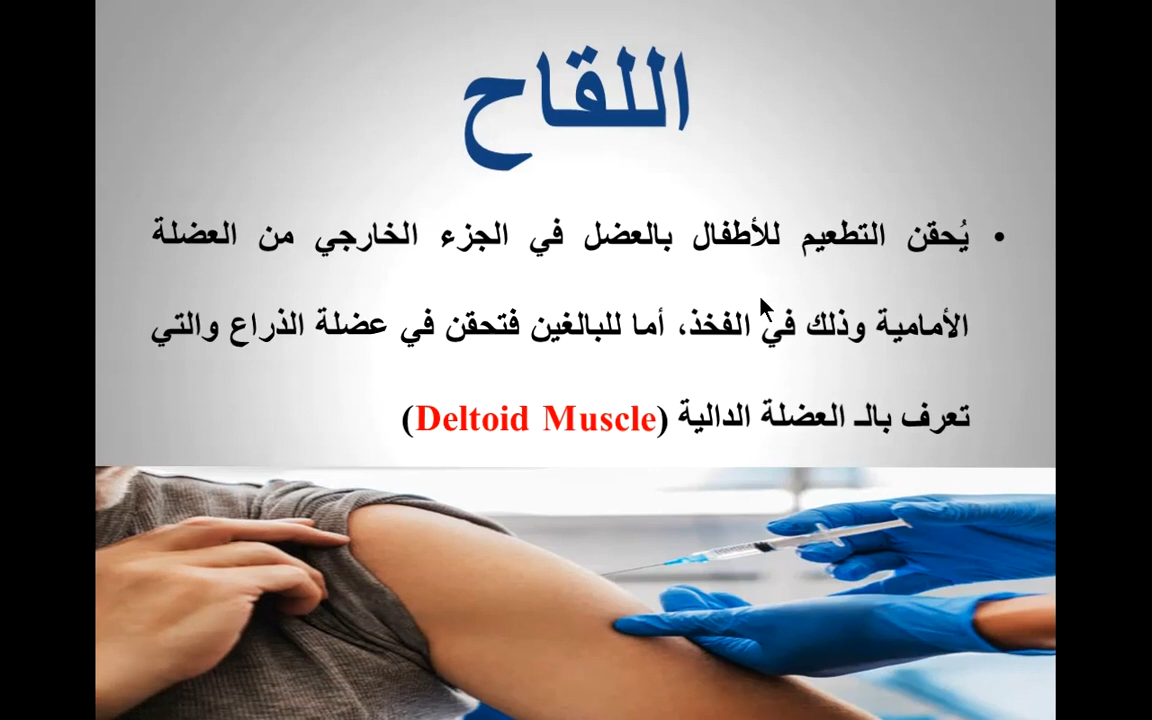 اللقاح
• يُحقن التطعيم للأطفال بالعضل في الجزء الخارجي من العضلة
الأمامية وذلك في الفخذ، أما للبالغين فتحقن في عضلة الذراع والتي
تعرف بالـ العضلة الدالية (Deltoid Muscle)